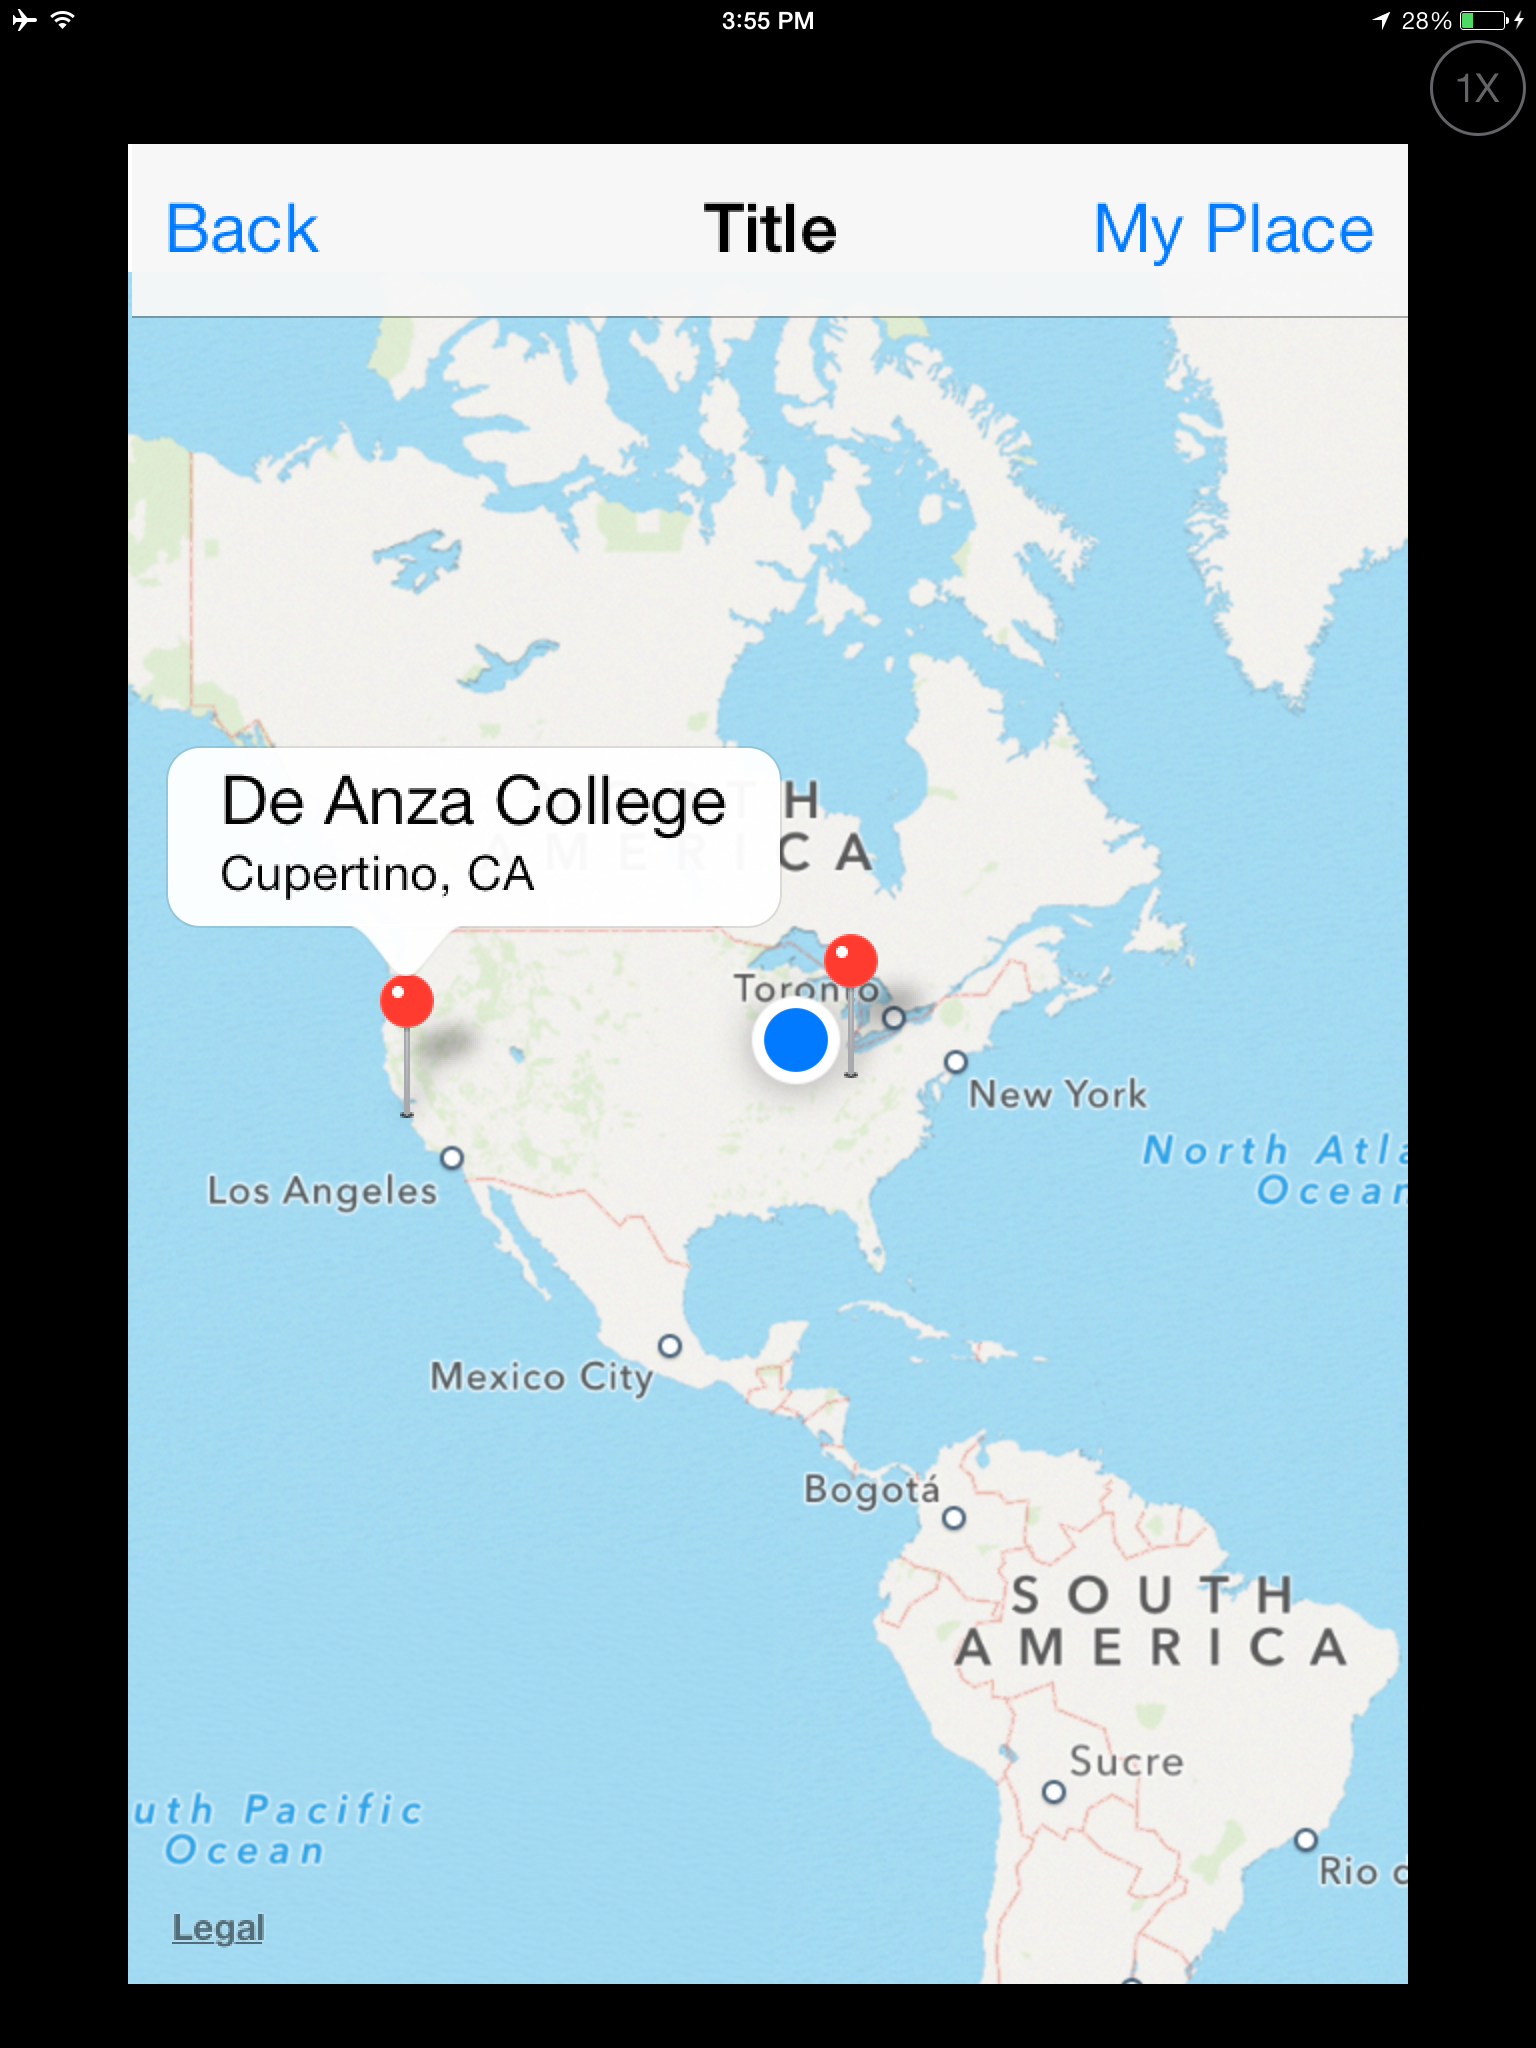 3:55 PM
28%
1X
Back
Title
My Place
De Anza College
Cupertino, CA
H
AMERICA
Toronto
New York
North Atla
Ocean
Los Angeles
Mexico City
Bogotá
SOUTH
AMERICA
Sucre
uth Pacific
Ocean
Rio d
Legal